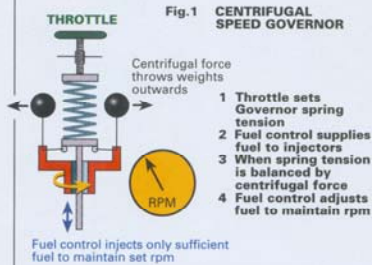 THROTTLE
Fig.1 CENTRIFUGAL
SPEED GOVERNOR
Centrifugal force
throws weights
outwards
1 Throttle sets
Governor spring
tension
2 Fuel control supplies
fuel to injectors
3 When spring tension
is balanced by
centrifugal force
4 Fuel control adjusts
fuel to maintain rpm
RPM
Fuel control injects only sufficient
fuel to maintain set rpm